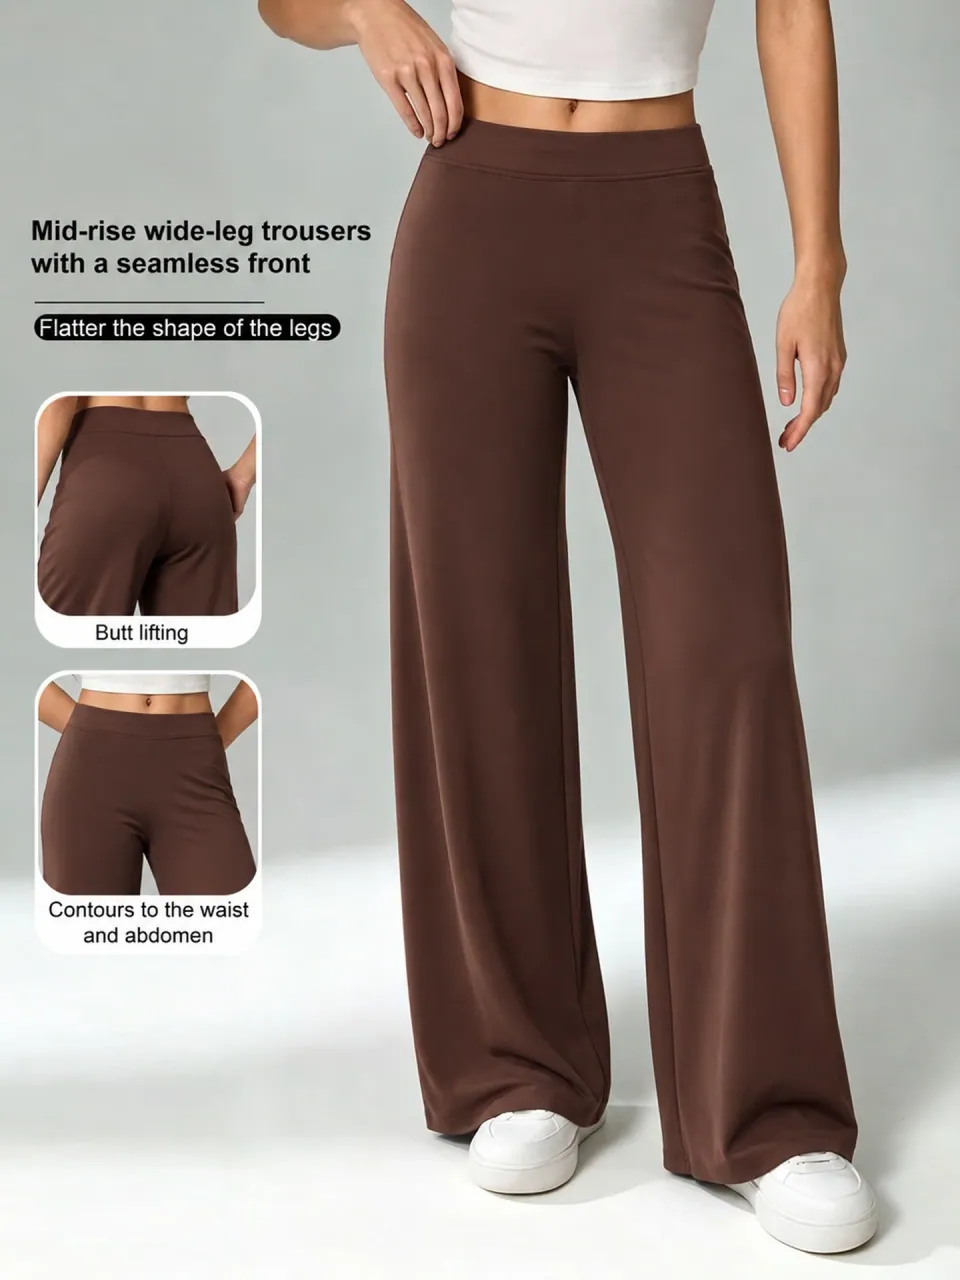 Mid-rise wide-leg trousers
with a seamless front
Flatter the shape of the legs
Butt lifting
Contours to the waist
and abdomen